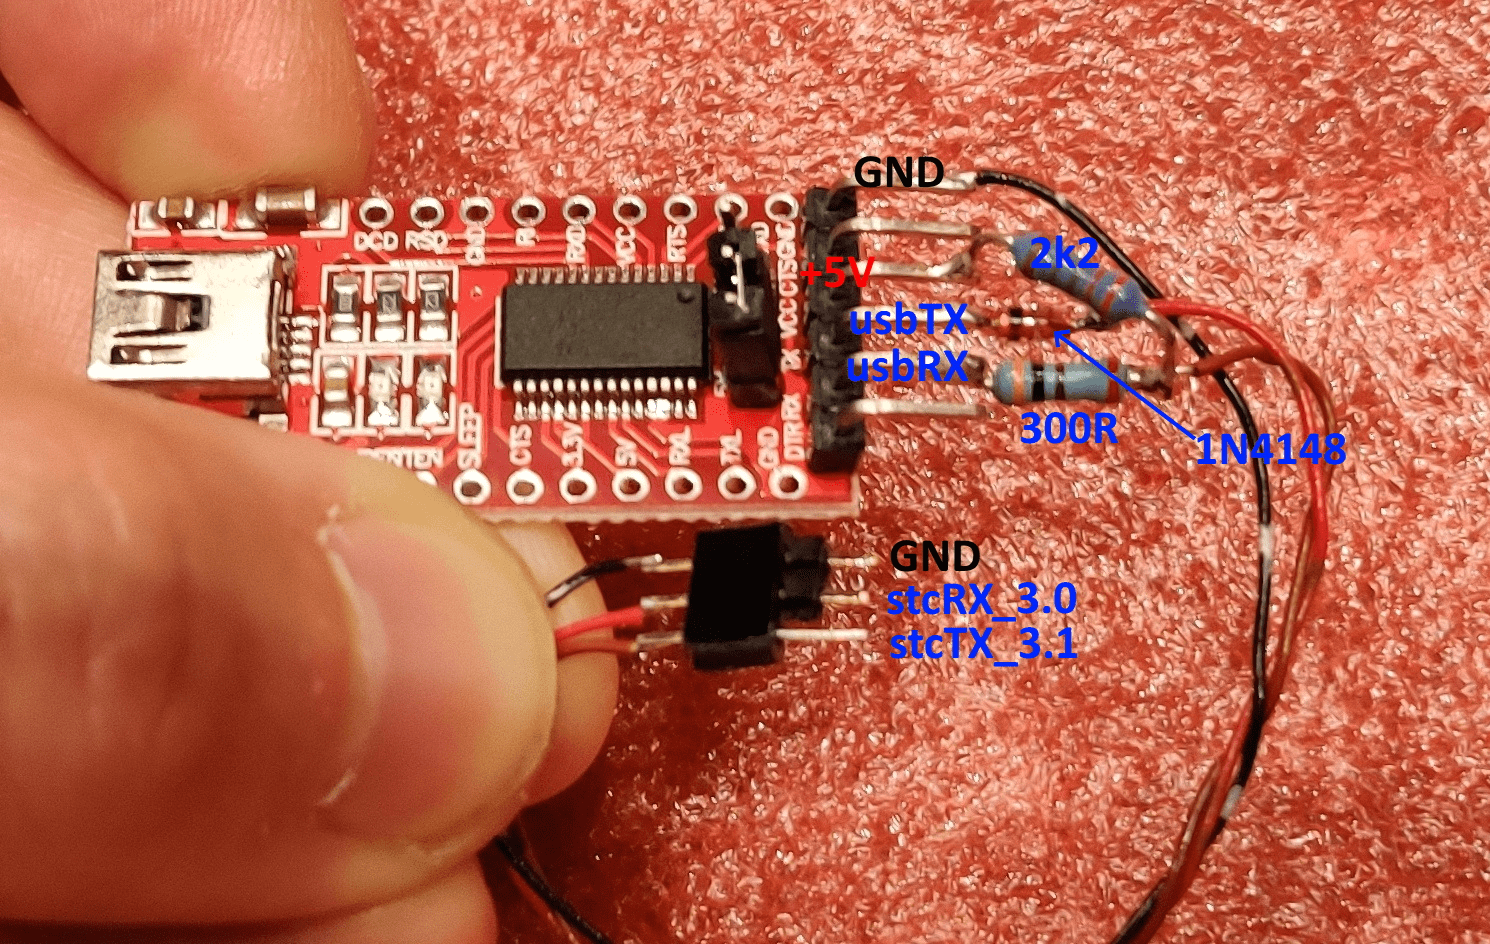 GND
DCD RSD GND RI RXD VCC RTS
GND
CTS
2k2
+5V
VCC
usbTX
TX
usbRX
RX
300R
1N4148
DTR
SLEEP CTS 3.3V 5V RXL TXL GND
GND
stcRX_3.0
stcTX_3.1